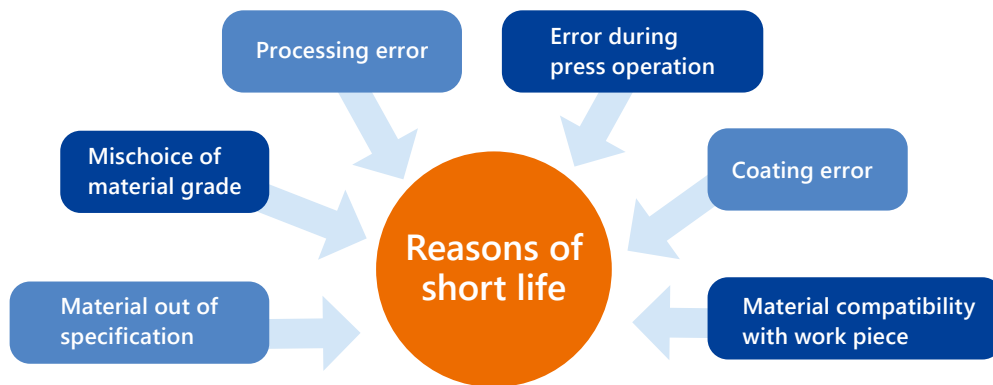 Processing error
Error during
press operation
Mischoice of
material grade
Coating error
Reasons of
short life
Material out of
specification
Material compatibility
with work piece